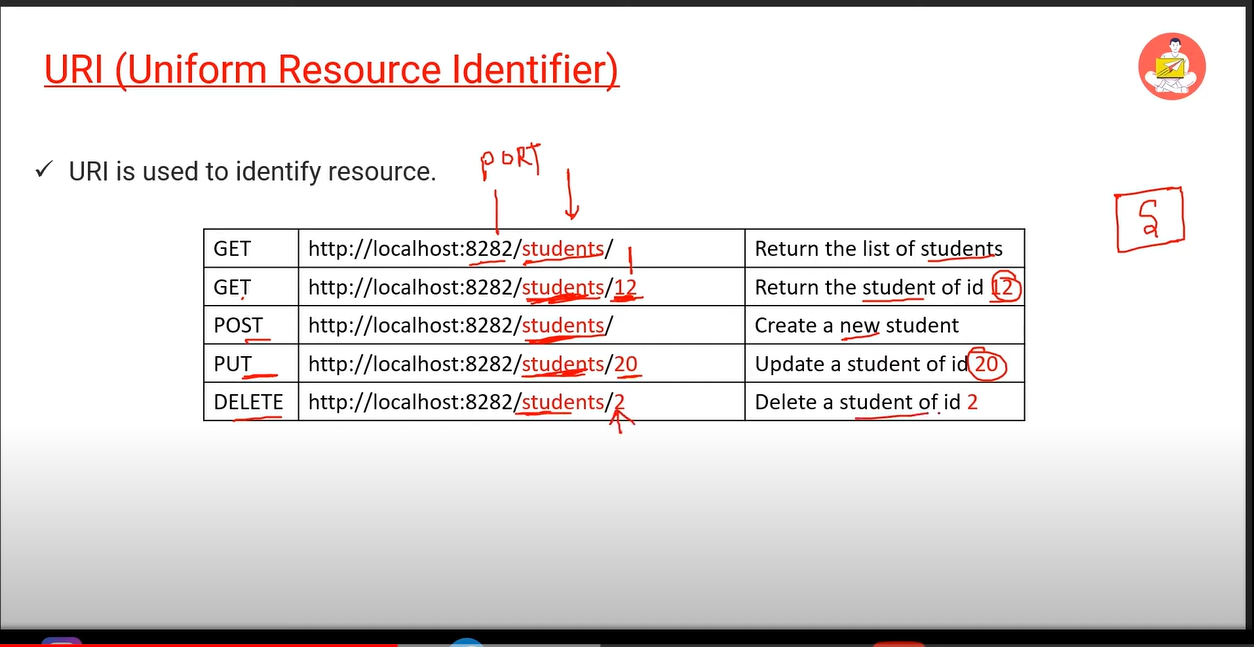 URI (Uniform Resource Identifier)
✓ URI is used to identify resource.
PORT
GET http://localhost:8282/students/ Return the list of students
GET http://localhost:8282/students/12 Return the student of id 12
POST http://localhost:8282/students/ Create a new student
PUT http://localhost:8282/students/20 Update a student of id 20
DELETE http://localhost:8282/students/2 Delete a student of id 2